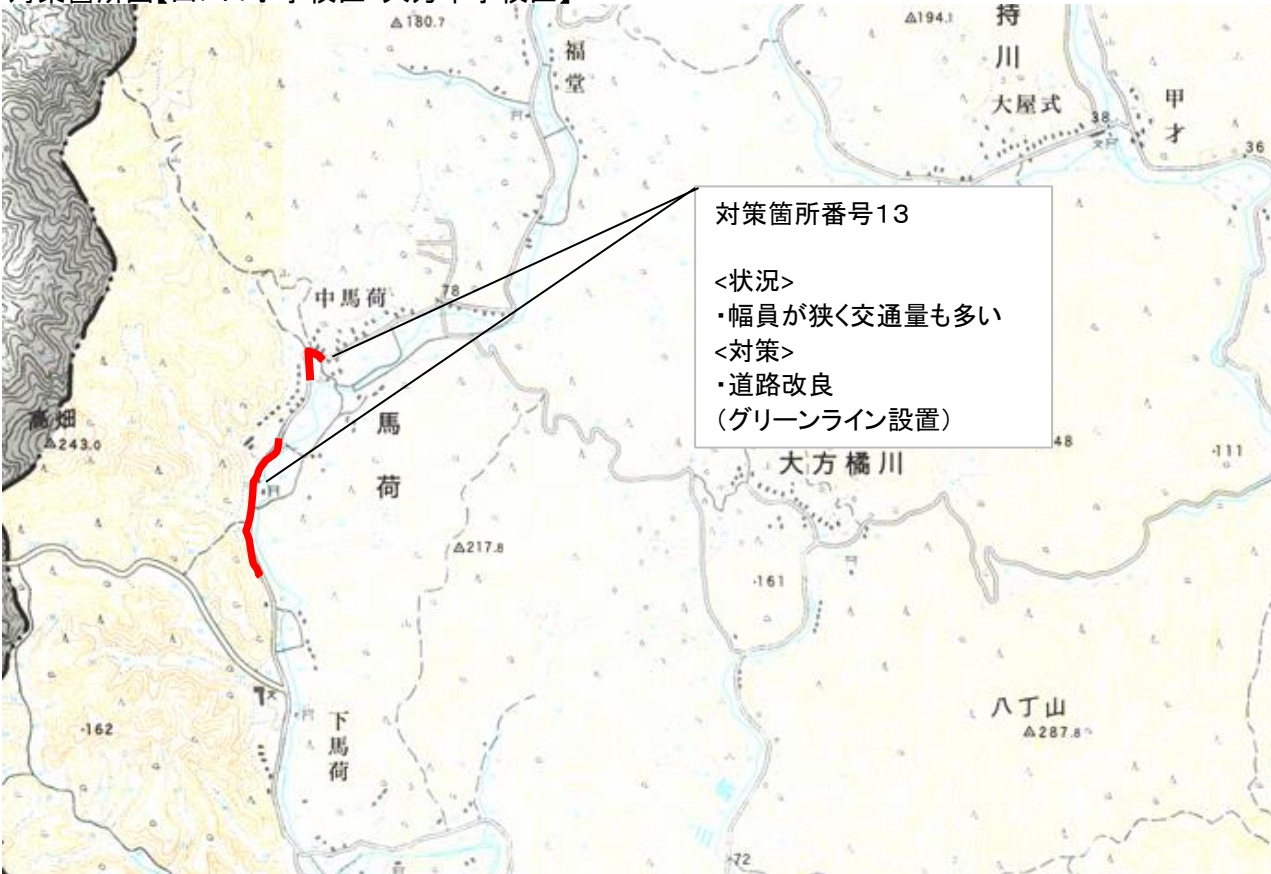 △180.7
△194.1
福堂
持川
大屋式
甲才
38
36
対策箇所番号13
<状況>
・幅員が狭く交通量も多い
<対策>
・道路改良
(グリーンライン設置)
中馬荷
78
高畑
△243.0
馬荷
48
大方橘川
・111
△217.8
・161
・162
下馬荷
八丁山
△287.8
・72